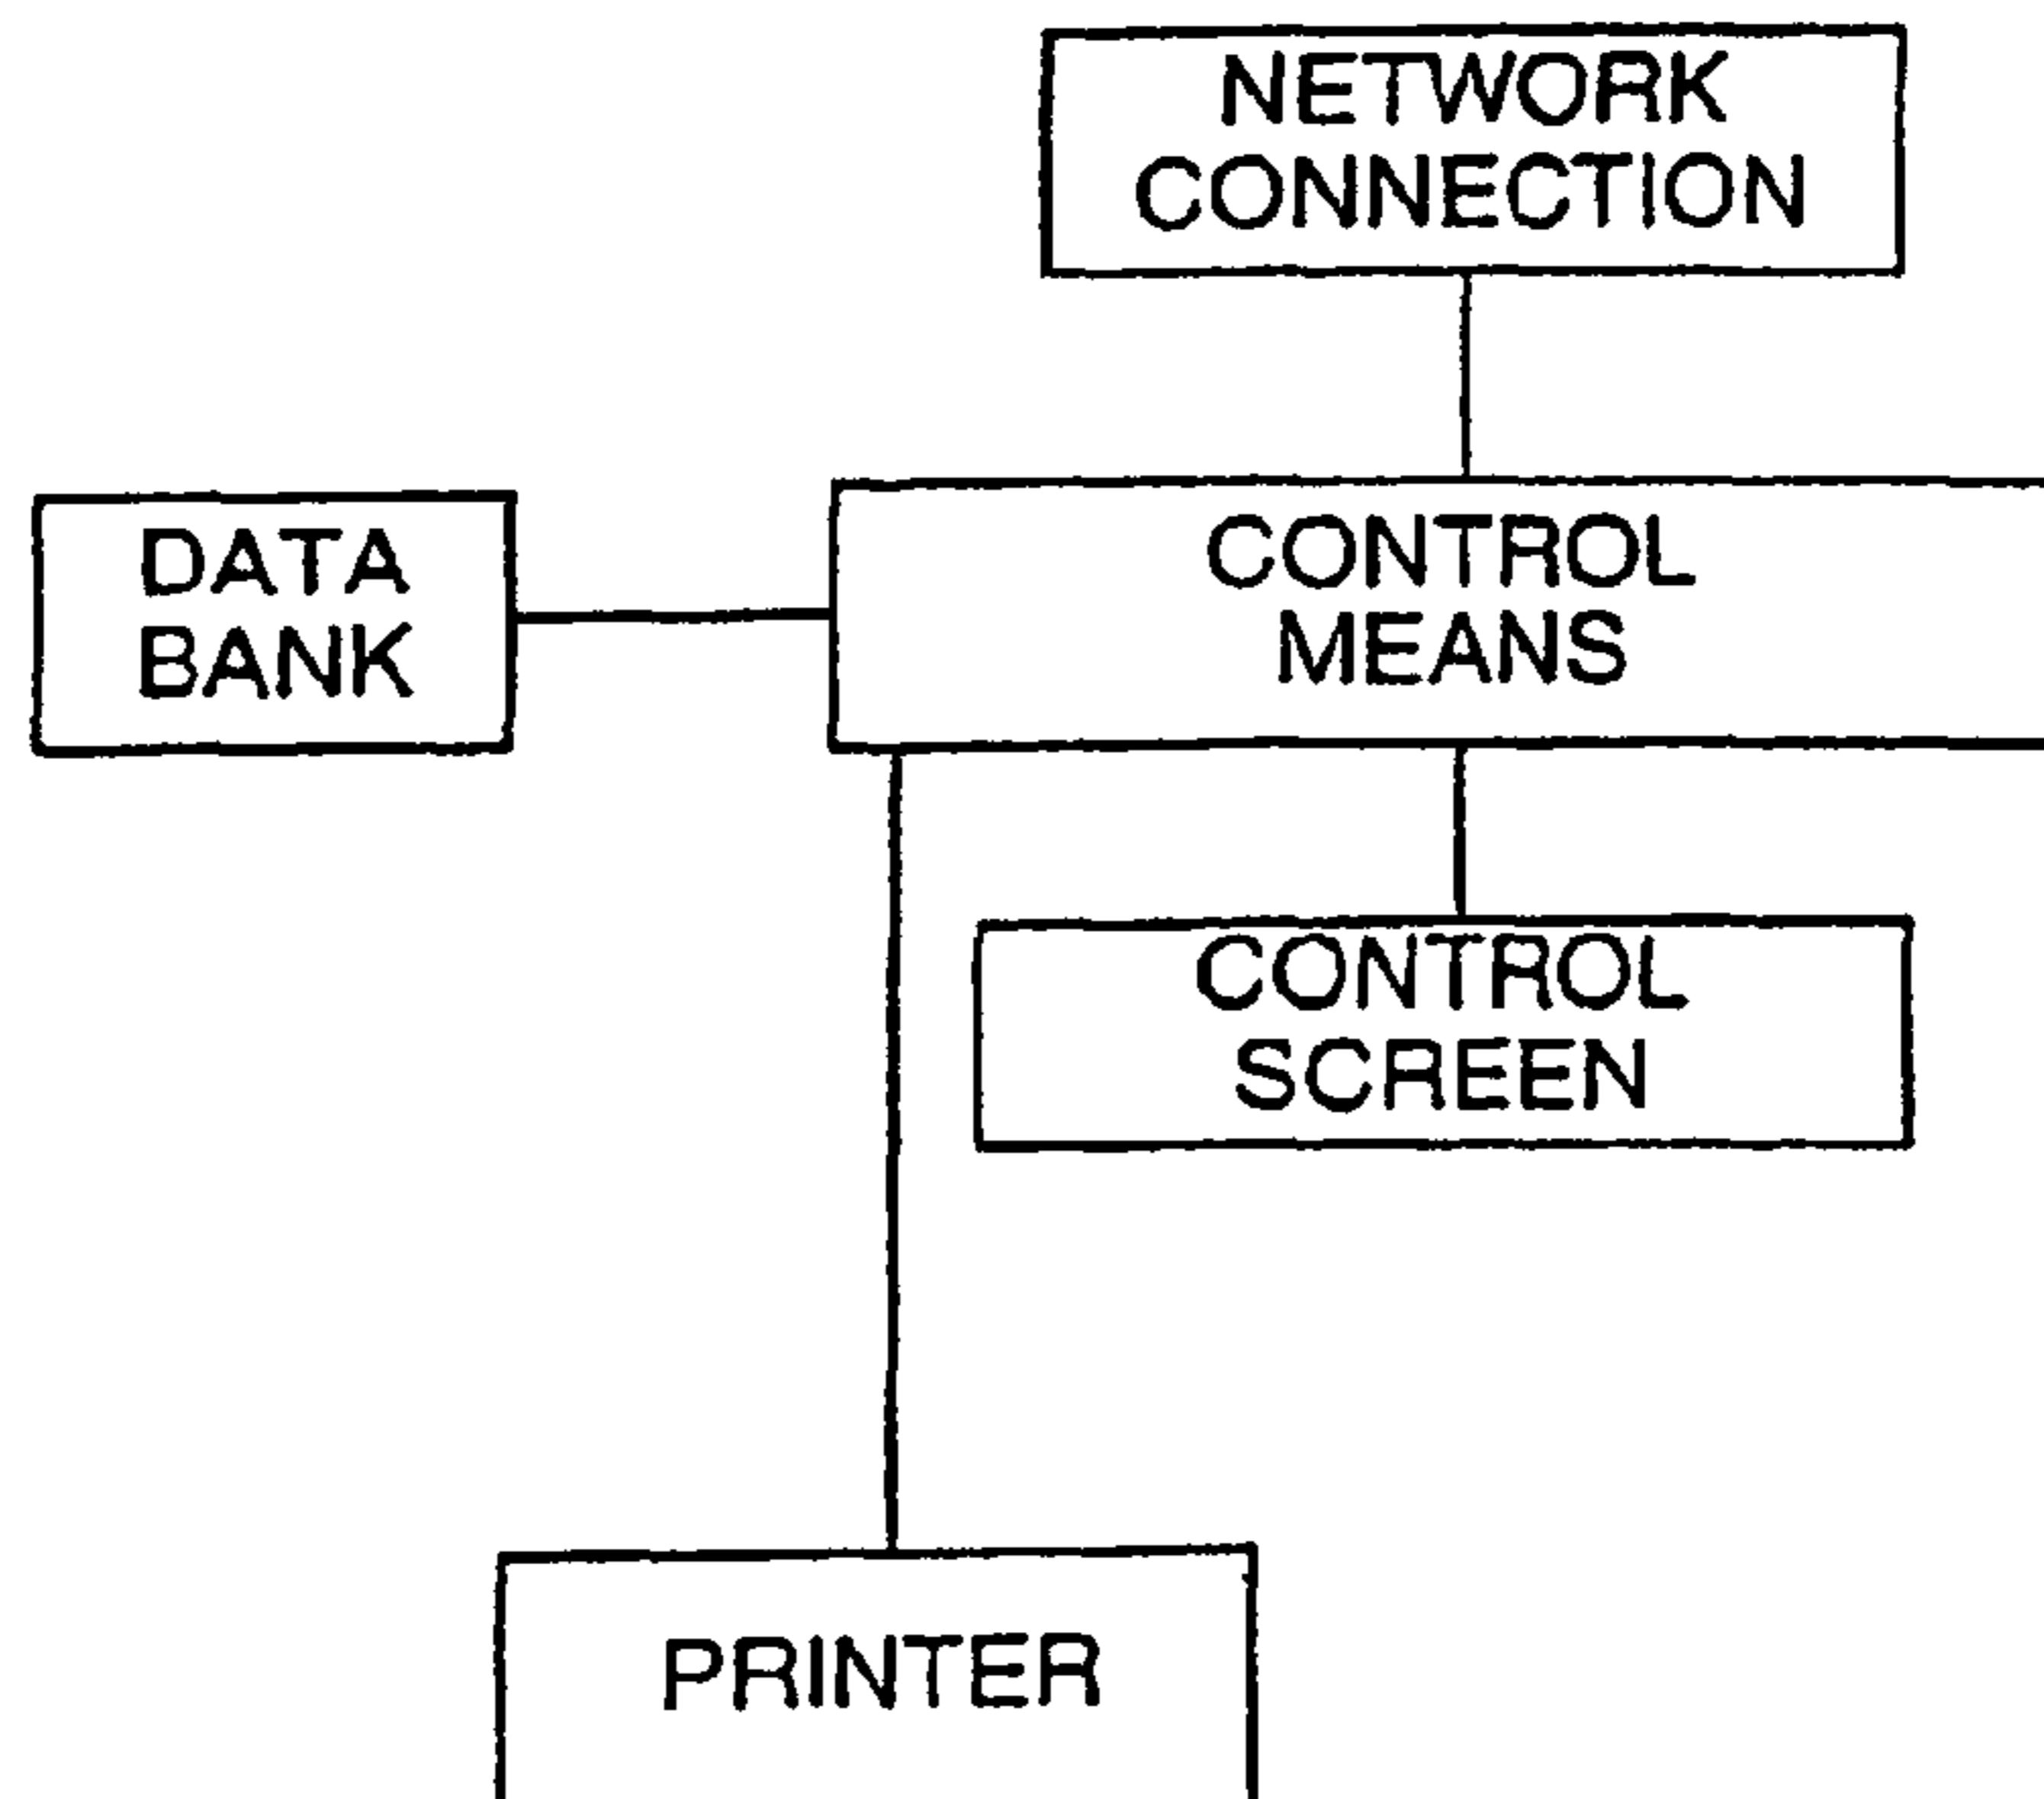 NETWORK
CONNECTION
DATA
BANK
CONTROL
MEANS
CONTROL
SCREEN
PRINTER